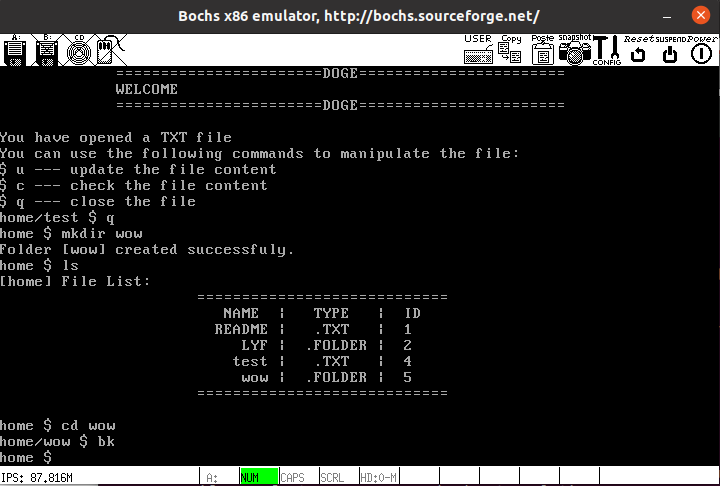 Bochs x86 emulator, http://bochs.sourceforge.net/
A: B: CD USER Copy Paste snapshot CONFIG Reset SUSPEND Power
=======================DOGE=======================
WELCOME
=======================DOGE=======================
You have opened a TXT file
You can use the following commands to manipulate the file:
$ u --- update the file content
$ c --- check the file content
$ q --- close the file
home/test $ q
home $ mkdir wow
Folder [wow] created successfuly.
home $ ls
[home] File List:
============================
NAME | TYPE | ID
README | .TXT | 1
LYF | .FOLDER | 2
test | .TXT | 4
wow | .FOLDER | 5
============================
home $ cd wow
home/wow $ bk
home $
IPS: 87.816M A: NUM CAPS SCRL HD:0-M